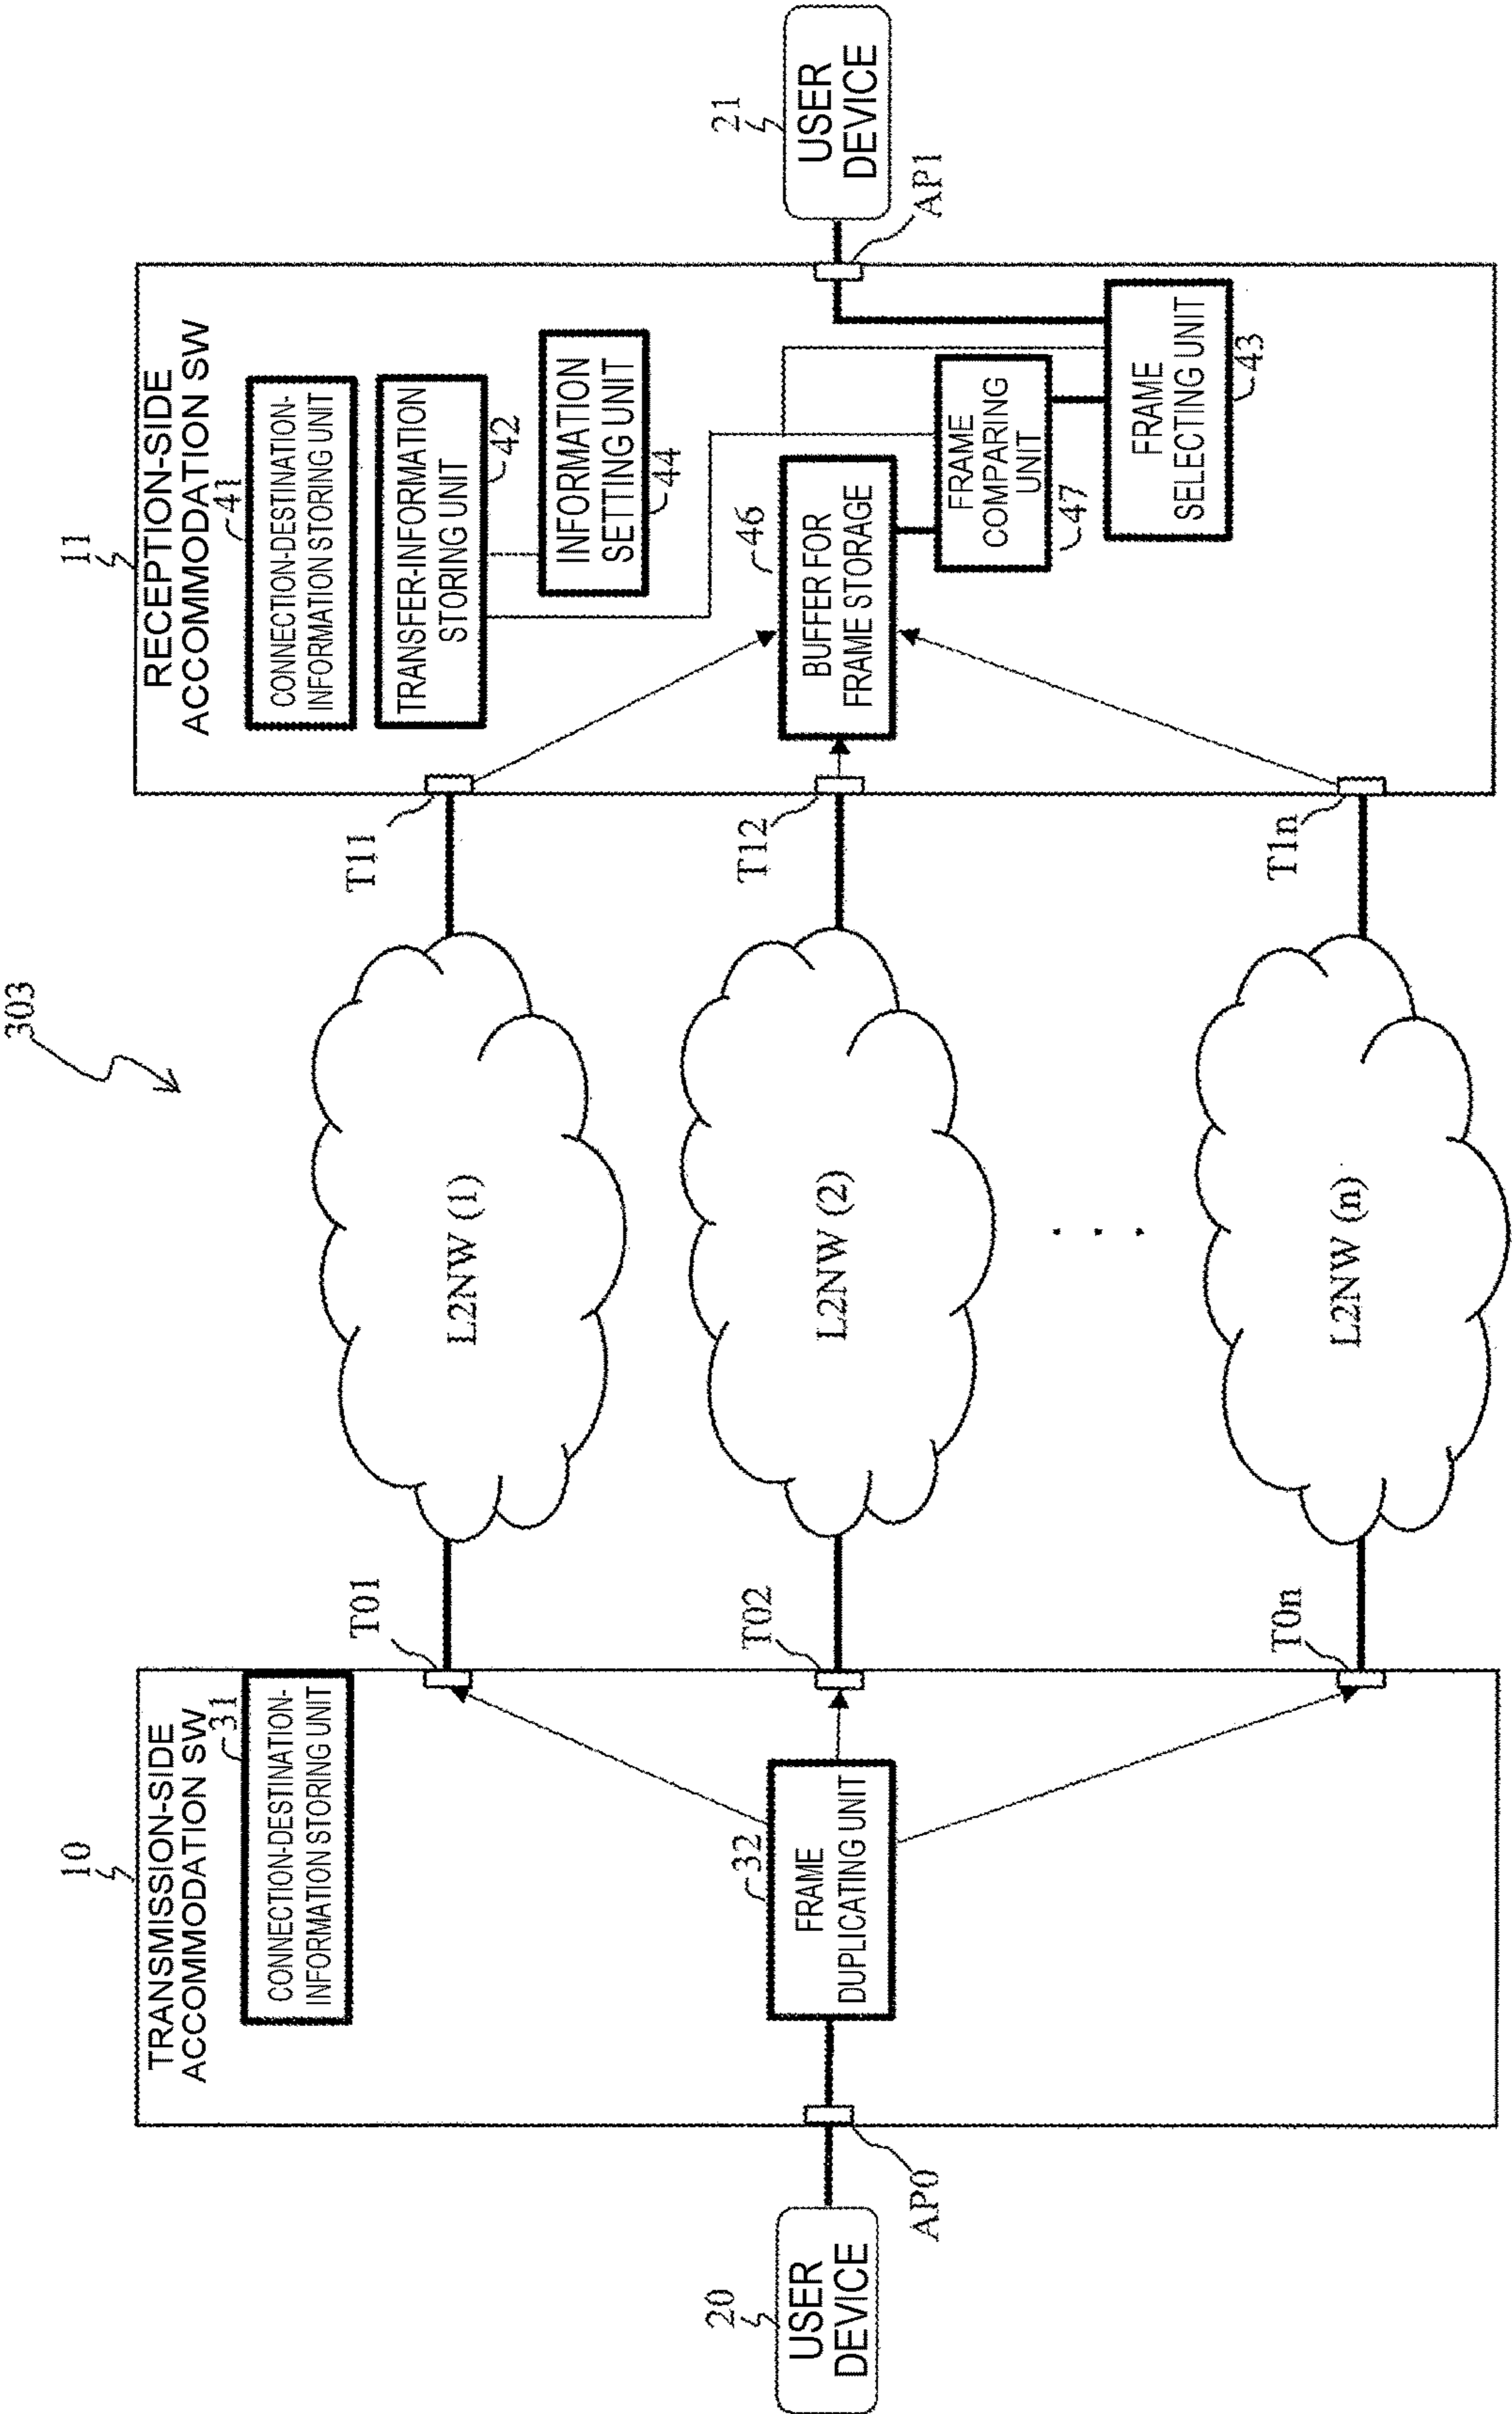 303
10
TRANSMISSION-SIDE
ACCOMMODATION SW
31
CONNECTION-DESTINATION-
INFORMATION STORING UNIT
20
USER
DEVICE
AP0
32
FRAME
DUPLICATING UNIT
T01
T02
T0n
L2NW (1)
L2NW (2)
. . .
L2NW (n)
T11
T12
T1n
11
RECEPTION-SIDE
ACCOMMODATION SW
41
CONNECTION-DESTINATION-
INFORMATION STORING UNIT
TRANSFER-INFORMATION
STORING UNIT
42
INFORMATION
SETTING UNIT
44
46
BUFFER FOR
FRAME STORAGE
FRAME
COMPARING
UNIT
47
FRAME
SELECTING UNIT
43
21
USER
DEVICE
AP1